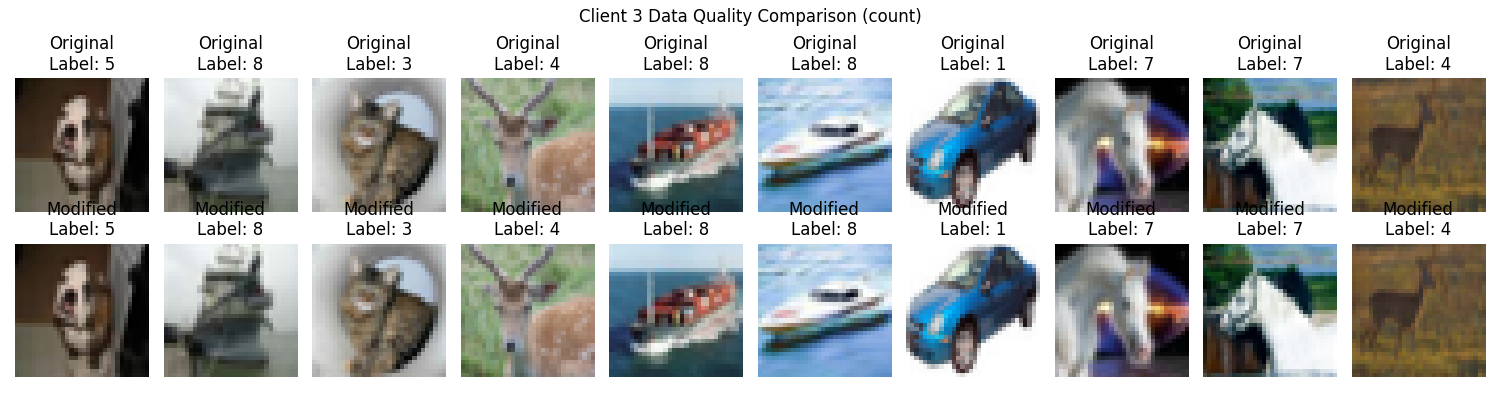 Client 3 Data Quality Comparison (count)
Original Original Original Original Original Original Original Original Original Original
Label: 5 Label: 8 Label: 3 Label: 4 Label: 8 Label: 8 Label: 1 Label: 7 Label: 7 Label: 4
Modified Modified Modified Modified Modified Modified Modified Modified Modified Modified
Label: 5 Label: 8 Label: 3 Label: 4 Label: 8 Label: 8 Label: 1 Label: 7 Label: 7 Label: 4